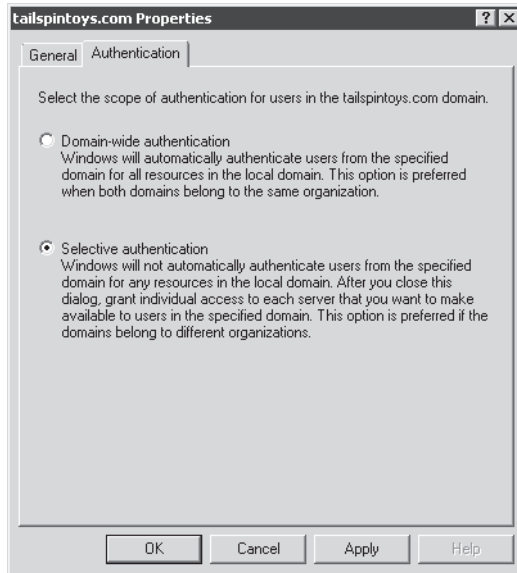 tailspintoys.com Properties
? X
General
Authentication
Select the scope of authentication for users in the tailspintoys.com domain.
Domain-wide authentication
Windows will automatically authenticate users from the specified
domain for all resources in the local domain. This option is preferred
when both domains belong to the same organization.
Selective authentication
Windows will not automatically authenticate users from the specified
domain for any resources in the local domain. After you close this
dialog, grant individual access to each server that you want to make
available to users in the specified domain. This option is preferred if the
domains belong to different organizations.
OK
Cancel
Apply
Help